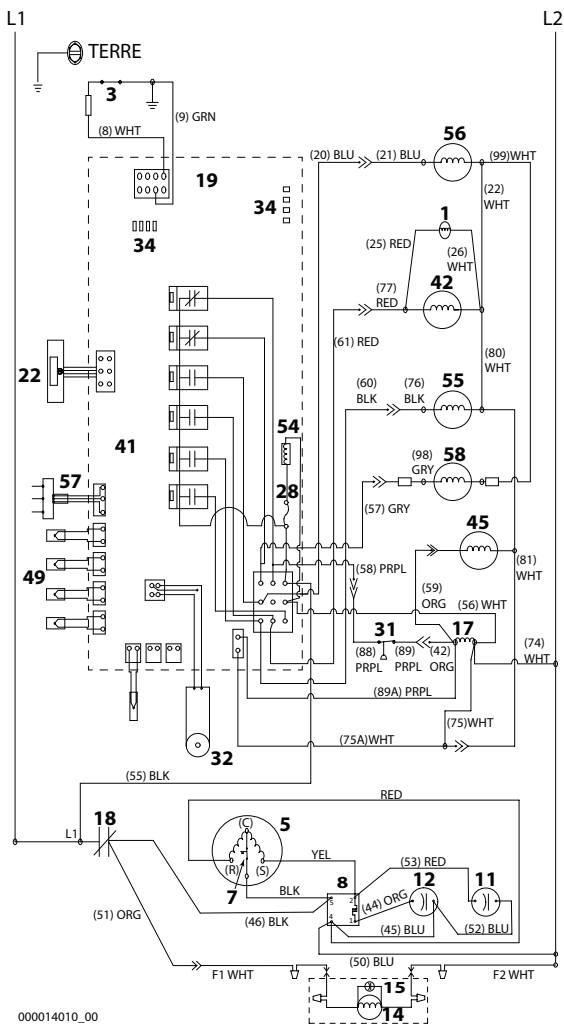 L1
L2
TERRE
3
(9) GRN
(8) WHT
19
34
34
(20) BLU
(21) BLU
56
(99)WHT
(22)
WHT
1
(25) RED
(26)
WHT
(77)
RED
42
(61) RED
(80)
WHT
22
(60)
BLK
(76)
BLK
55
54
41
(98)
GRY
58
28
57
(57) GRY
45
(58) PRPL
(59)
ORG
(81)
WHT
49
(56) WHT
31
17
(74)
WHT
(88)
PRPL
(89)
PRPL
(42)
ORG
(89A) PRPL
(75)WHT
(75A)WHT
32
(55) BLK
RED
18
L1
(C)
5
(R)
(S)
YEL
7
BLK
8
5
2
4
1
(53) RED
12
11
(44) ORG
(51) ORG
(46) BLK
(45) BLU
(52) BLU
(50) BLU
F1 WHT
F2 WHT
15
14
000014010_00